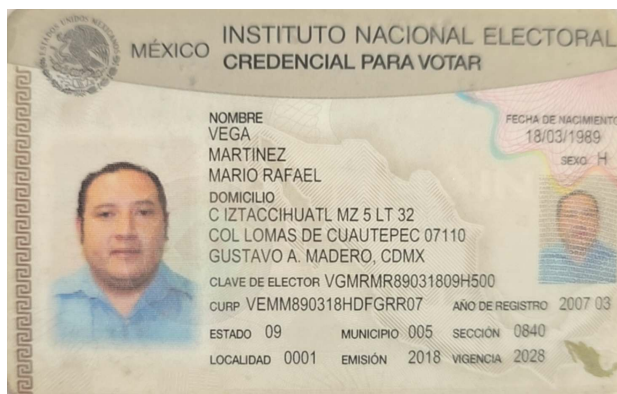 MÉXICO INSTITUTO NACIONAL ELECTORAL
CREDENCIAL PARA VOTAR
NOMBRE
VEGA
MARTINEZ
MARIO RAFAEL
FECHA DE NACIMIENTO
18/03/1989
SEXO H
DOMICILIO
C IZTACCIHUATL MZ 5 LT 32
COL LOMAS DE CUAUTEPEC 07110
GUSTAVO A. MADERO, CDMX
CLAVE DE ELECTOR VGMRMR89031809H500
CURP VEMM890318HDFGRR07 AÑO DE REGISTRO 2007 03
ESTADO 09 MUNICIPIO 005 SECCIÓN 0840
LOCALIDAD 0001 EMISIÓN 2018 VIGENCIA 2028